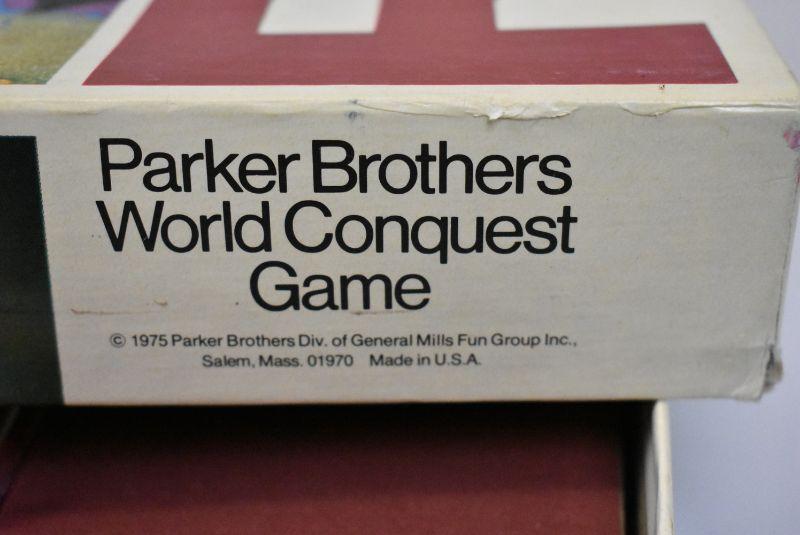 Parker Brothers
World Conquest
Game
© 1975 Parker Brothers Div. of General Mills Fun Group Inc.,
Salem, Mass. 01970 Made in U.S.A.